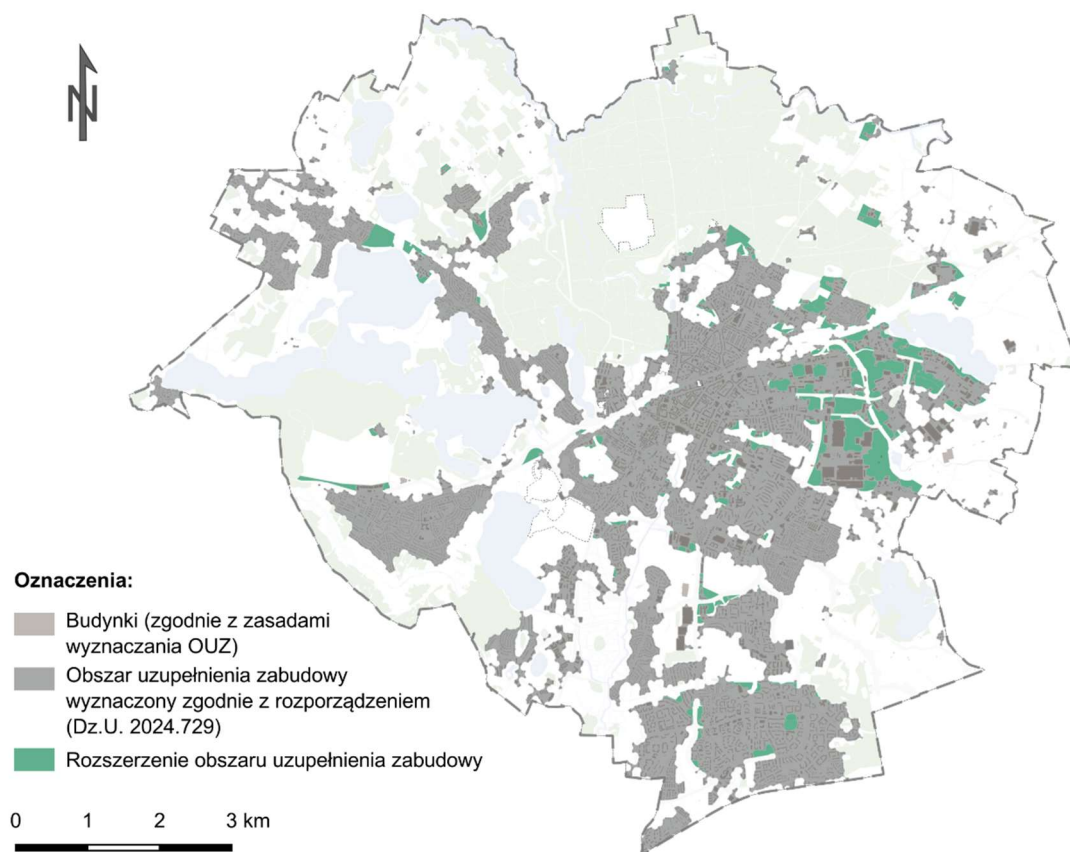 N
Oznaczenia:
Budynki (zgodnie z zasadami
wyznaczania OUZ)
Obszar uzupełnienia zabudowy
wyznaczony zgodnie z rozporządzeniem
(Dz.U. 2024.729)
Rozszerzenie obszaru uzupełnienia zabudowy
0 1 2 3 km